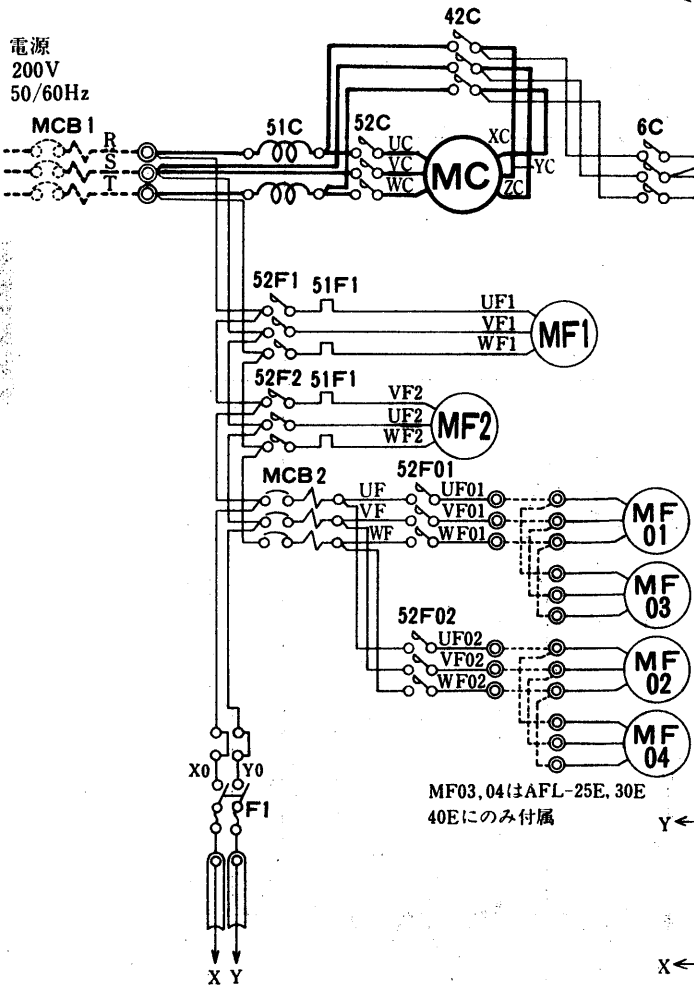 42C
電源
200V
50/60Hz
MCB1
R
S
T
51C
52C
UC
VC
WC
MC
XC
YC
ZC
6C
52F1
51F1
UF1
VF1
WF1
MF1
52F2
51F1
VF2
UF2
WF2
MF2
MCB2
UF
VF
WF
52F01
UF01
VF01
WF01
MF
01
MF
03
52F02
UF02
VF02
WF02
MF
02
MF
04
X0
Y0
F1
MF03,04はAFL-25E,30E
40Eにのみ付属
Y
X
X Y